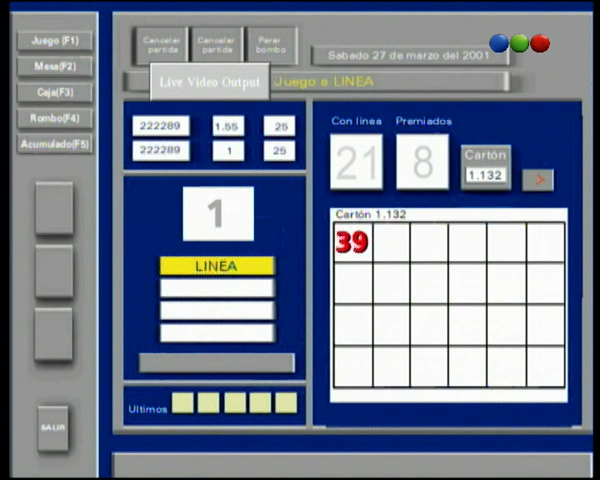 Juego (F1)
Mesa(F2)
Caja(F3)
Rombo(F4)
Acumulado(F5)
SALIR
Cancelar partida
Cancelar partida
Parar bombo
Sabado 27 de marzo del 2001
Live Video Output
Juego a LINEA
222289 1.55 25
222289 1 25
1
LINEA
Ultimos
Con linea Premiados
21 8
Cartón
1.132
>
Cartón 1.132
39